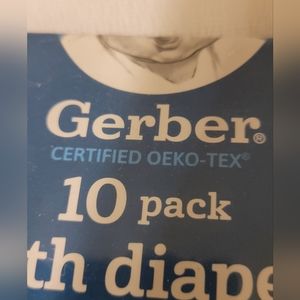 Gerber®
CERTIFIED OEKO-TEX®
10 pack
th diape